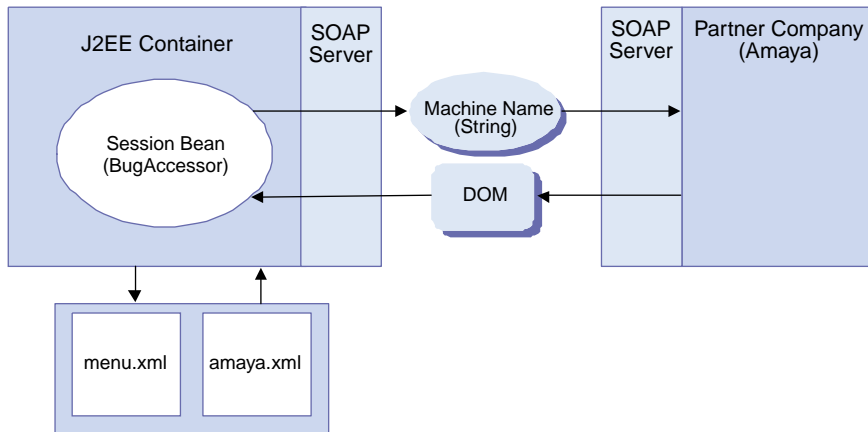 J2EE Container
SOAP
Server
SOAP
Server
Partner Company
(Amaya)
Session Bean
(BugAccessor)
Machine Name
(String)
DOM
menu.xml
amaya.xml